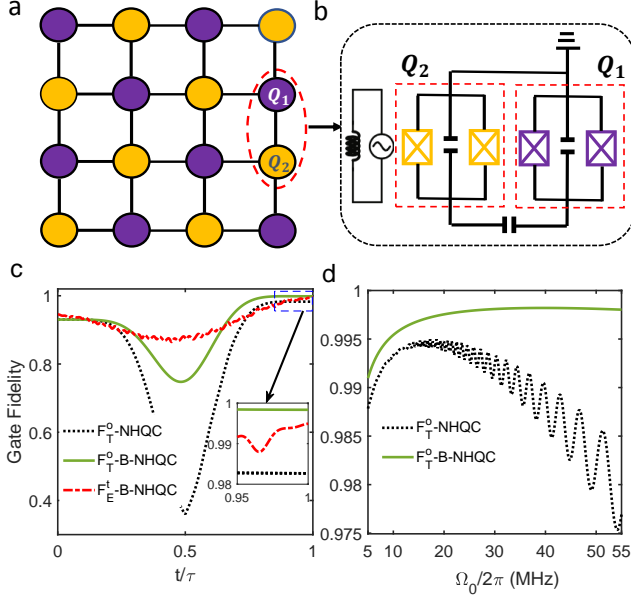 a
Q1
Q2
b
Q2
Q1
c
Gate Fidelity
1
0.8
0.6
0.4
F_T^o-NHQC
F_T^o-B-NHQC
F_E^t-B-NHQC
1
0.99
0.98
0.95
1
0
0.5
1
t/τ
d
0.995
0.99
0.985
0.98
0.975
F_T^o-NHQC
F_T^o-B-NHQC
5
10
20
30
40
50
55
Ω_0/2π (MHz)